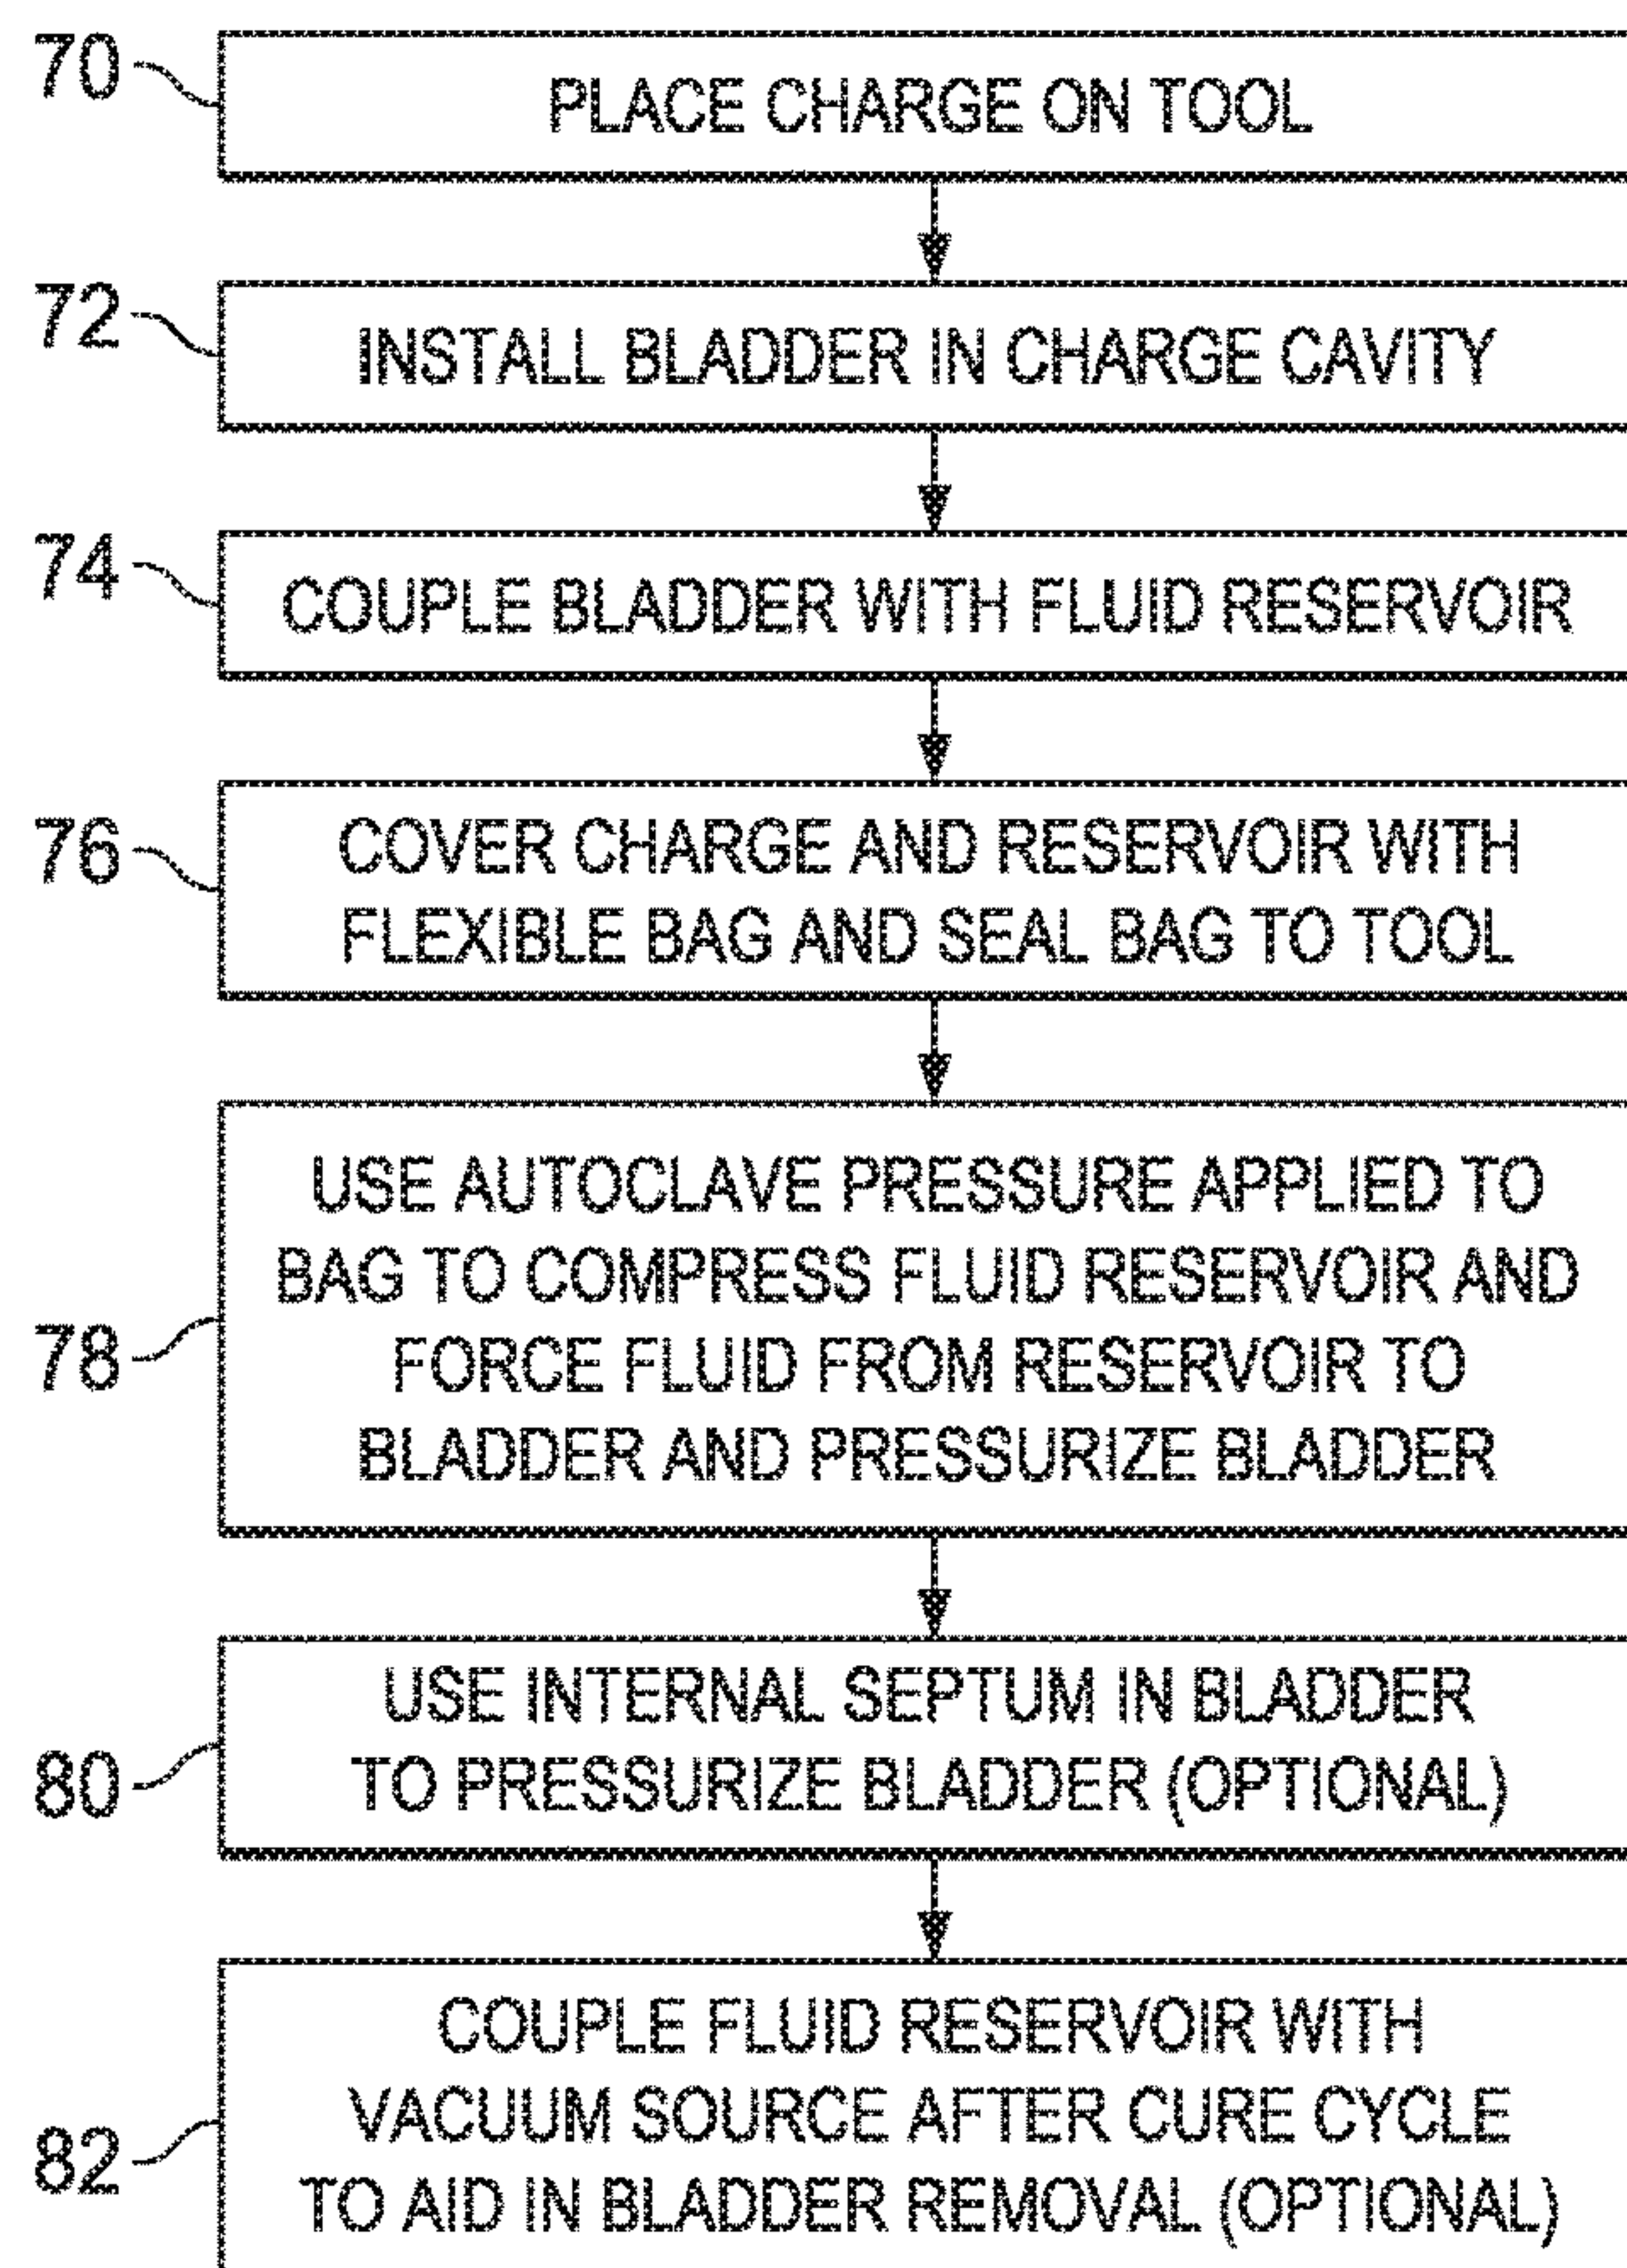 70
PLACE CHARGE ON TOOL
72
INSTALL BLADDER IN CHARGE CAVITY
74
COUPLE BLADDER WITH FLUID RESERVOIR
76
COVER CHARGE AND RESERVOIR WITH
FLEXIBLE BAG AND SEAL BAG TO TOOL
78
USE AUTOCLAVE PRESSURE APPLIED TO
BAG TO COMPRESS FLUID RESERVOIR AND
FORCE FLUID FROM RESERVOIR TO
BLADDER AND PRESSURIZE BLADDER
80
USE INTERNAL SEPTUM IN BLADDER
TO PRESSURIZE BLADDER (OPTIONAL)
82
COUPLE FLUID RESERVOIR WITH
VACUUM SOURCE AFTER CURE CYCLE
TO AID IN BLADDER REMOVAL (OPTIONAL)